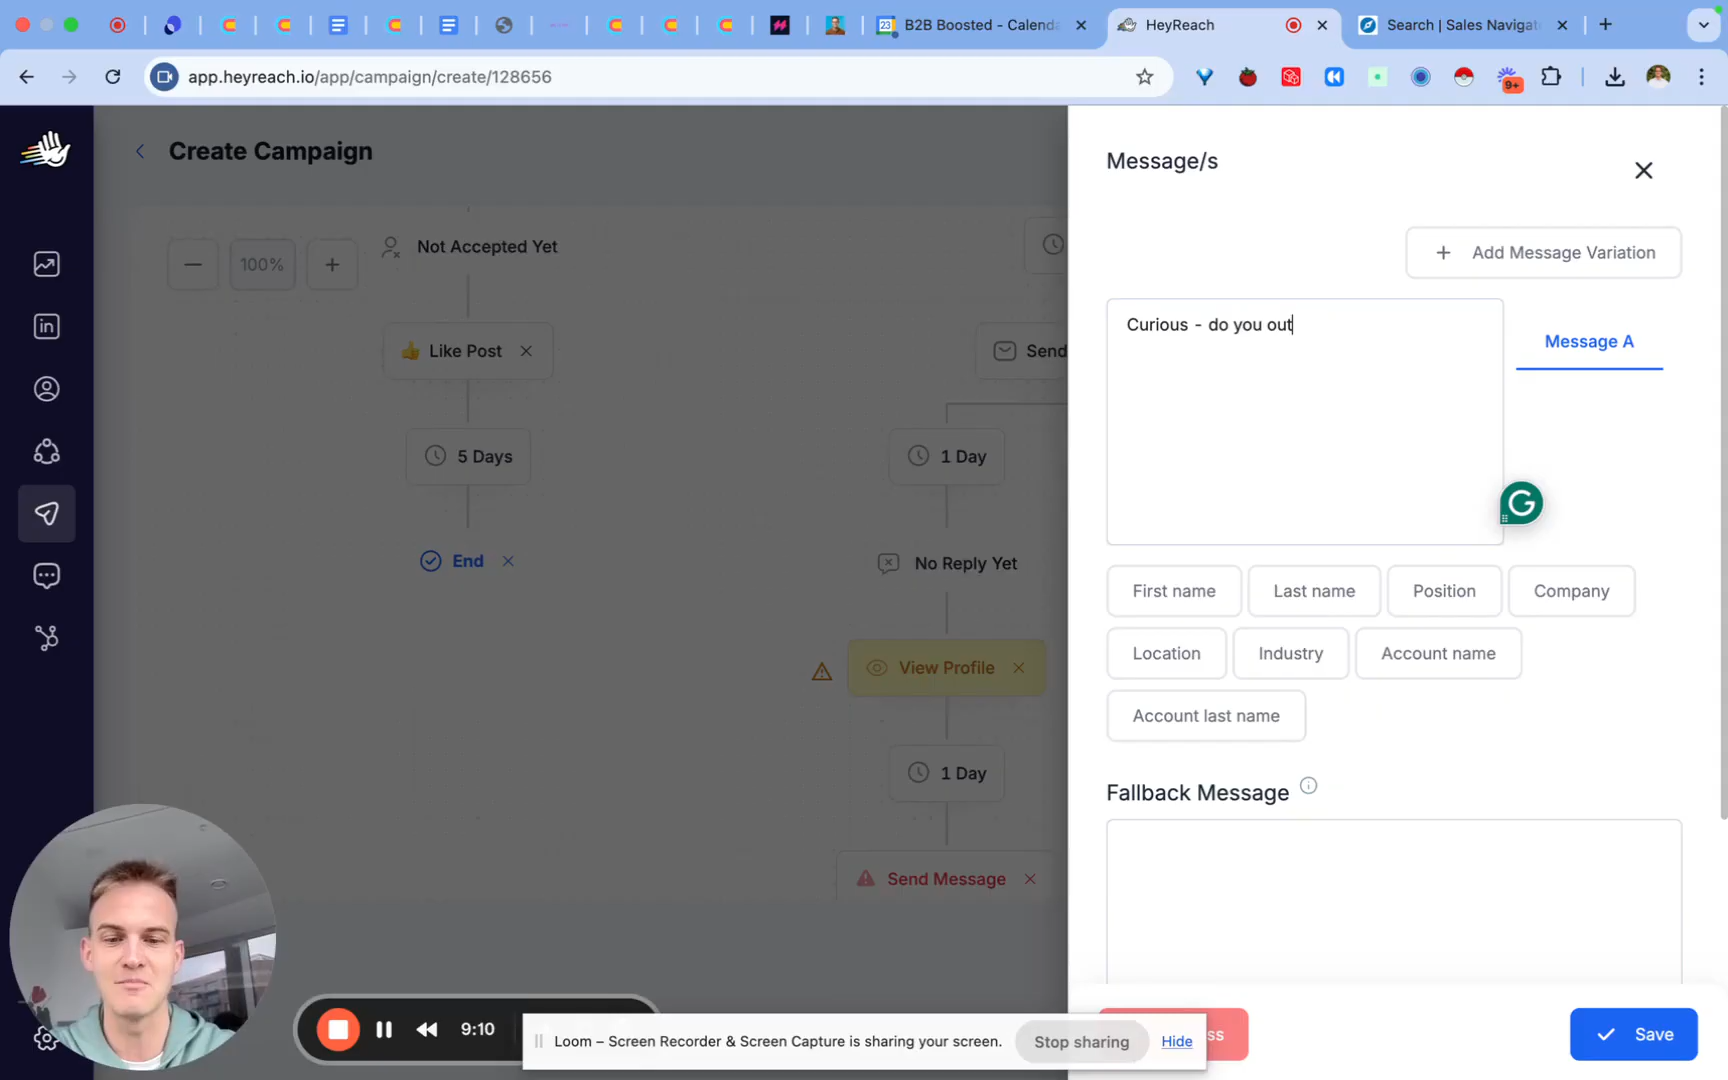 B2B Boosted - Calenda
HeyReach
Search | Sales Navigat
app.heyreach.io/app/campaign/create/128656
9+
Create Campaign
Message/s
Not Accepted Yet
100%
Add Message Variation
Curious - do you out
Message A
Like Post
Send
5 Days
1 Day
End
No Reply Yet
First name
Last name
Position
Company
Location
Industry
Account name
View Profile
Account last name
1 Day
Fallback Message
Send Message
9:10
Loom – Screen Recorder & Screen Capture is sharing your screen.
Stop sharing
Hide
ss
Save